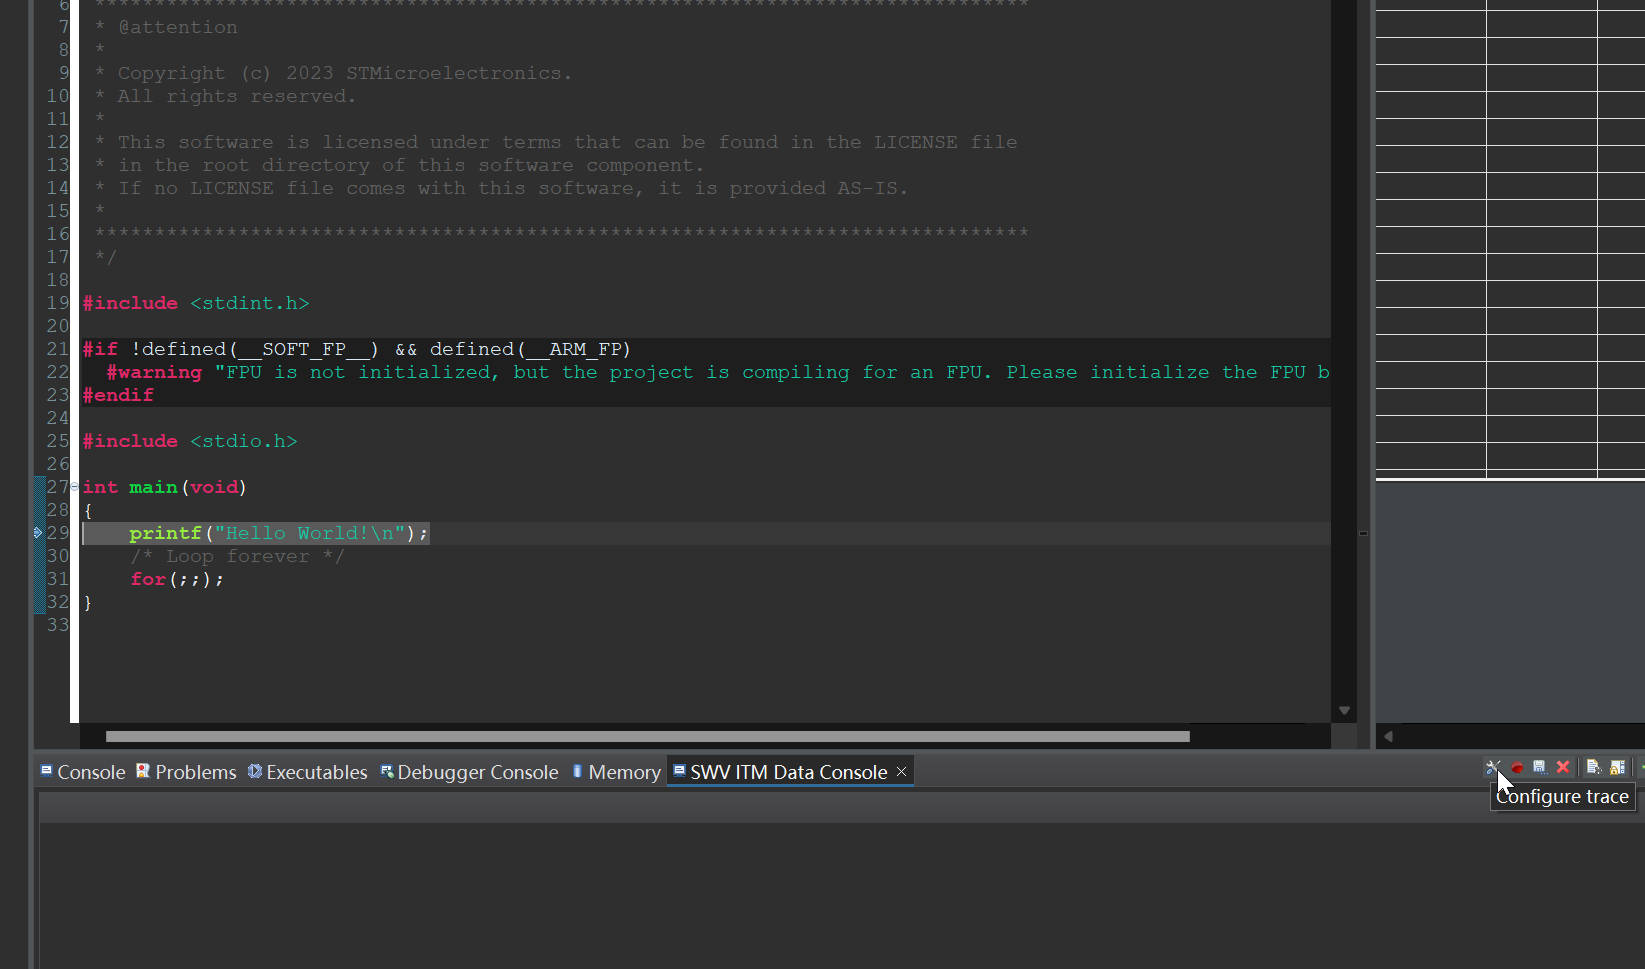 6 ******************************************************************************
7 * @attention
8 *
9 * Copyright (c) 2023 STMicroelectronics.
10 * All rights reserved.
11 *
12 * This software is licensed under terms that can be found in the LICENSE file
13 * in the root directory of this software component.
14 * If no LICENSE file comes with this software, it is provided AS-IS.
15 *
16 ******************************************************************************
17 */
18
19 #include <stdint.h>
20
21 #if !defined(__SOFT_FP__) && defined(__ARM_FP)
22 #warning "FPU is not initialized, but the project is compiling for an FPU. Please initialize the FPU b
23 #endif
24
25 #include <stdio.h>
26
27 int main(void)
28 {
29 printf("Hello World!\n");
30 /* Loop forever */
31 for(;;);
32 }
33
Console Problems Executables Debugger Console Memory SWV ITM Data Console
Configure trace